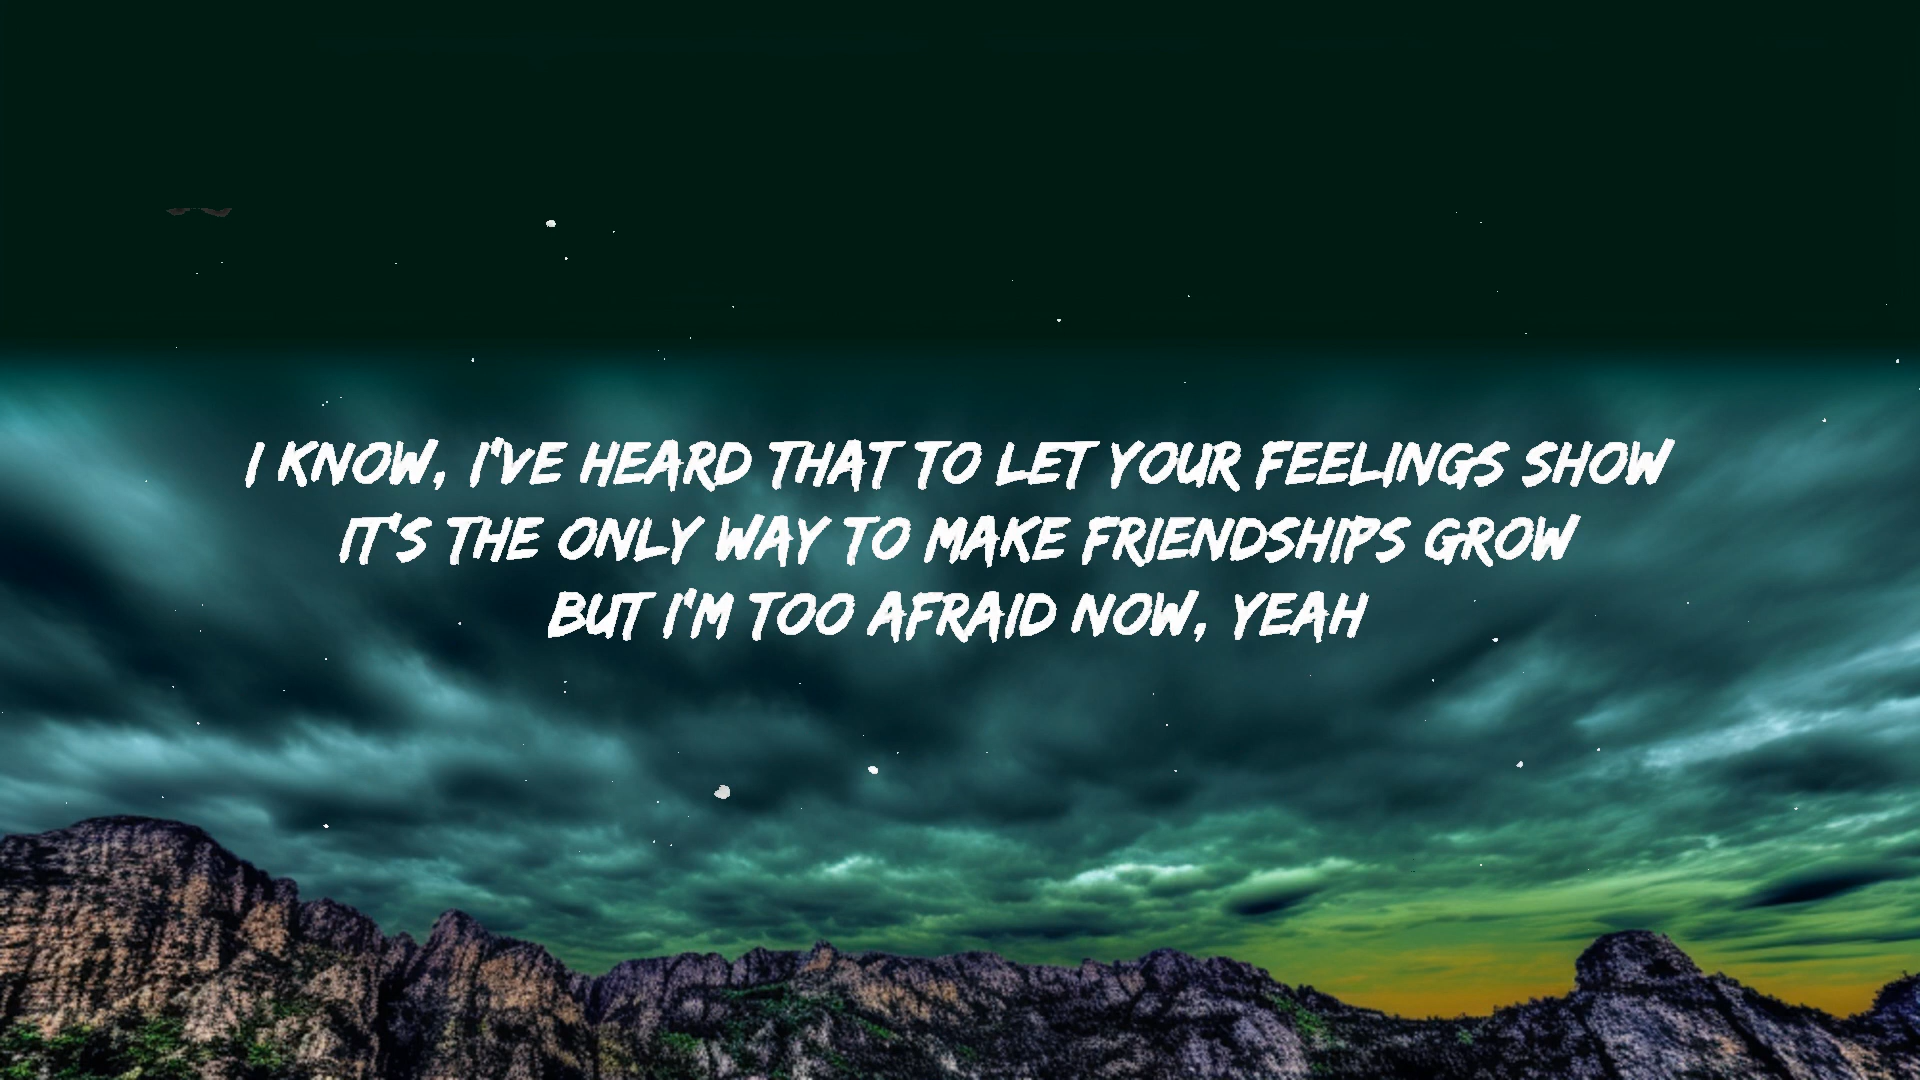 I KNOW, I'VE HEARD THAT TO LET YOUR FEELINGS SHOW
IT'S THE ONLY WAY TO MAKE FRIENDSHIPS GROW
BUT I'M TOO AFRAID NOW, YEAH